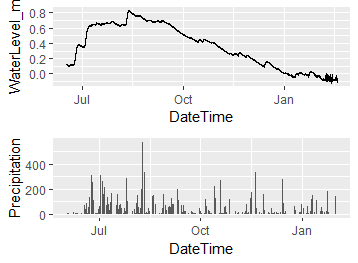 WaterLevel_m
0.8
0.6
0.4
0.2
0.0
Jul Oct Jan
DateTime
Precipitation
400
200
0
Jul Oct Jan
DateTime